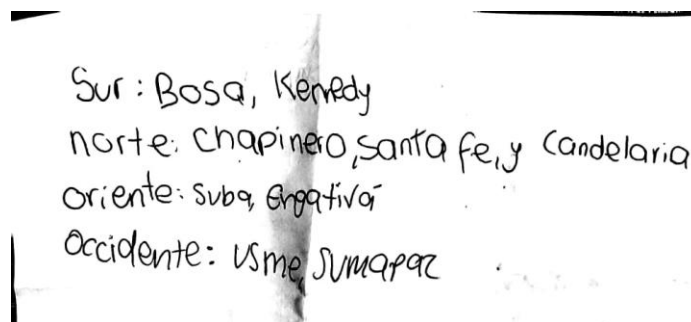 Sur: Bosa, Kennedy
norte: chapinero, santa fe, y candelaria
oriente: suba, engativá
Occidente: usme, sumapaz